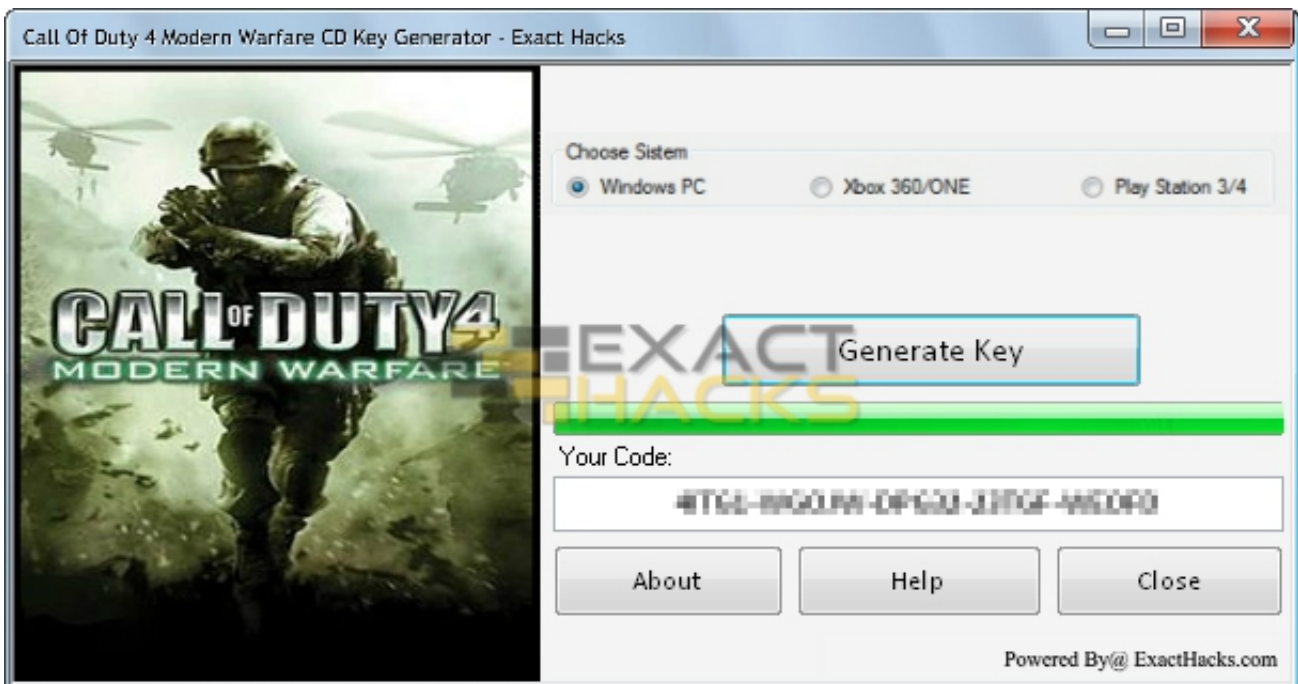 Call Of Duty 4 Modern Warfare CD Key Generator - Exact Hacks
CALL OF DUTY 4
MODERN WARFARE
Choose Sistem
Windows PC
Xbox 360/ONE
Play Station 3/4
EXACT
HACKS
Generate Key
Your Code:
About
Help
Close
Powered By@ ExactHacks.com